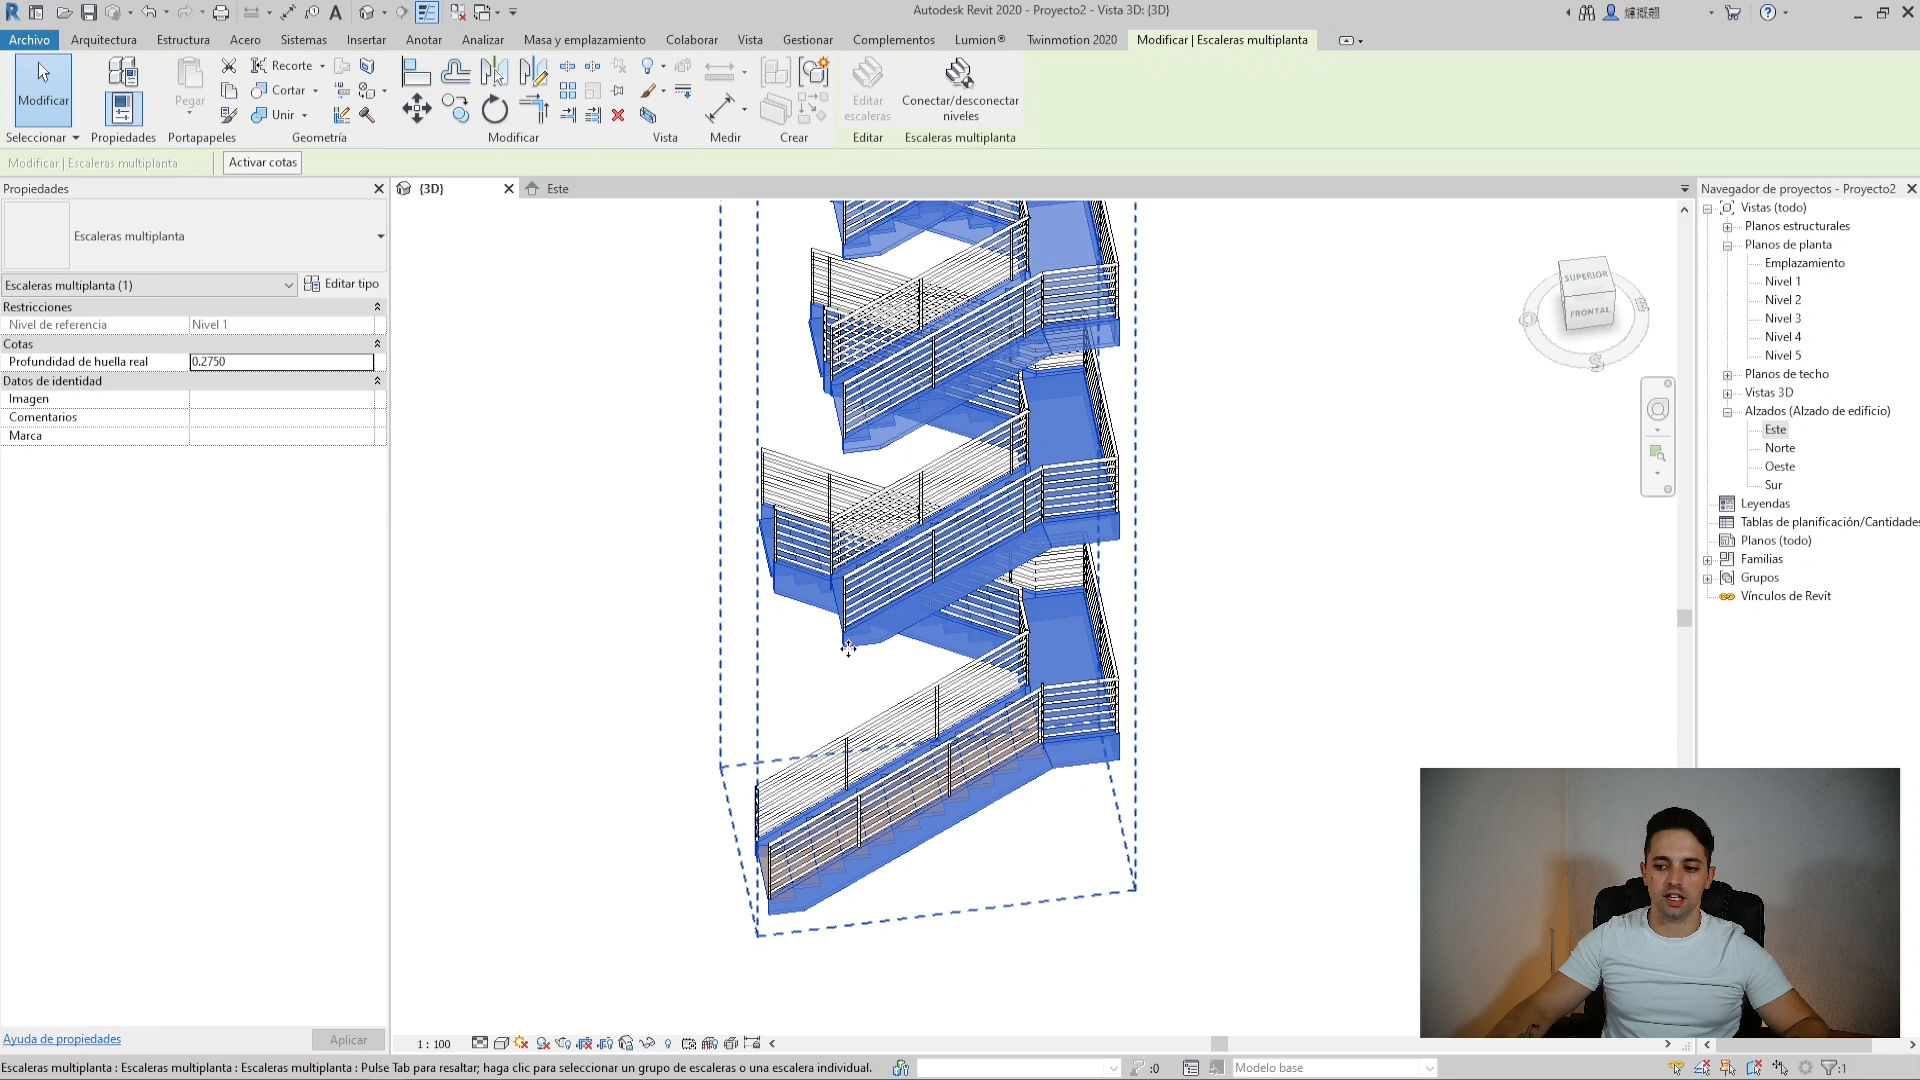 Autodesk Revit 2020 - Proyecto2 - Vista 3D: {3D}
Archivo Arquitectura Estructura Acero Sistemas Insertar Anotar Analizar Masa y emplazamiento Colaborar Vista Gestionar Complementos Lumion® Twinmotion 2020 Modificar | Escaleras multiplanta
Modificar
Pegar
Recorte
Cortar
Unir
Editar escaleras
Conectar/desconectar niveles
Seleccionar Propiedades Portapapeles Geometría Modificar Vista Medir Crear Editar Escaleras multiplanta
Modificar | Escaleras multiplanta Activar cotas
Propiedades
Escaleras multiplanta
Escaleras multiplanta (1) Editar tipo
Restricciones
Nivel de referencia Nivel 1
Cotas
Profundidad de huella real 0.2750
Datos de identidad
Imagen
Comentarios
Marca
Ayuda de propiedades Aplicar
{3D} Este
SUPERIOR
FRONTAL
S
Navegador de proyectos - Proyecto2
Vistas (todo)
Planos estructurales
Planos de planta
Emplazamiento
Nivel 1
Nivel 2
Nivel 3
Nivel 4
Nivel 5
Planos de techo
Vistas 3D
Alzados (Alzado de edificio)
Este
Norte
Oeste
Sur
Leyendas
Tablas de planificación/Cantidades
Planos (todo)
Familias
Grupos
Vínculos de Revit
1 : 100
Escaleras multiplanta : Escaleras multiplanta : Escaleras multiplanta : Pulse Tab para resaltar; haga clic para seleccionar un grupo de escaleras o una escalera individual. :0 Modelo base :1